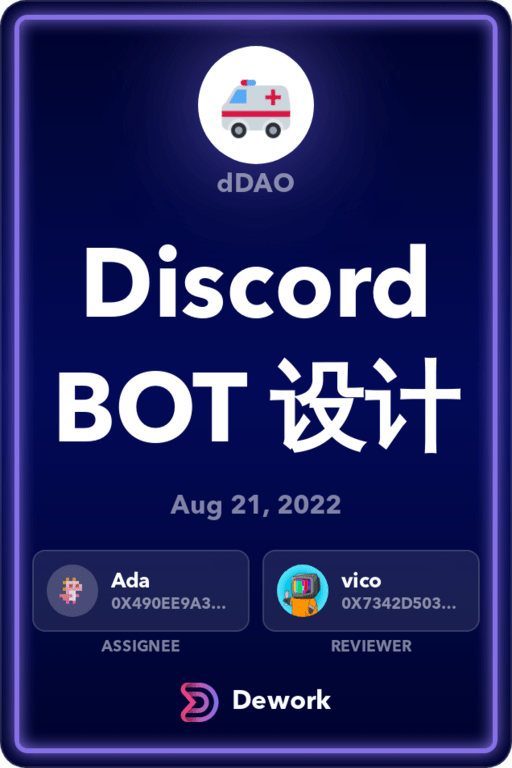 dDAO
Discord
BOT 设计
Aug 21, 2022
Ada
0X490EE9A3...
vico
0X7342D503...
ASSIGNEE
REVIEWER
Dework